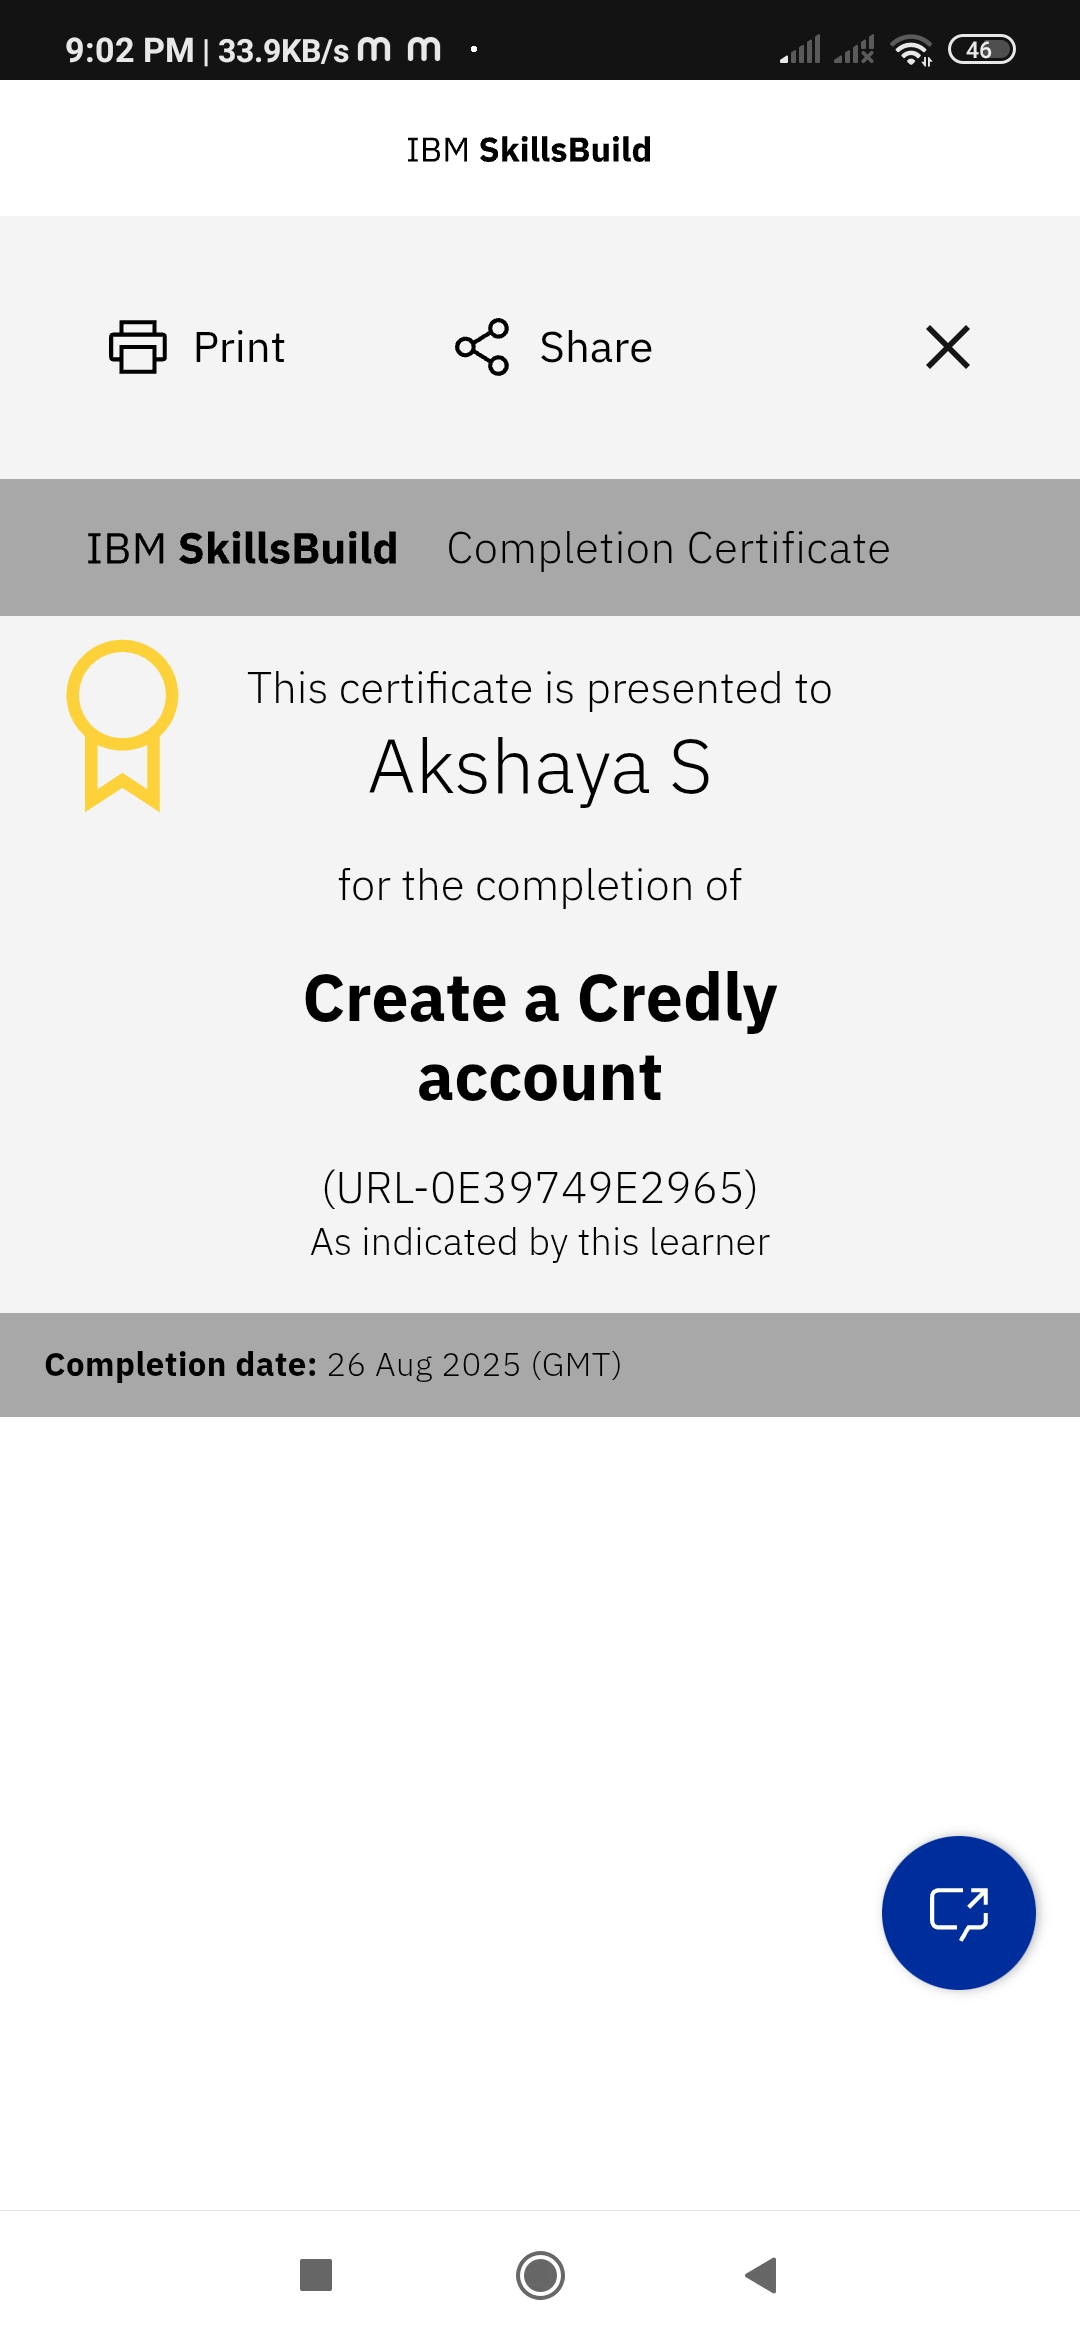 9:02 PM | 33.9KB/s
46
IBM SkillsBuild
Print
Share
IBM SkillsBuild Completion Certificate
This certificate is presented to
Akshaya S
for the completion of
Create a Credly
account
(URL-0E39749E2965)
As indicated by this learner
Completion date: 26 Aug 2025 (GMT)